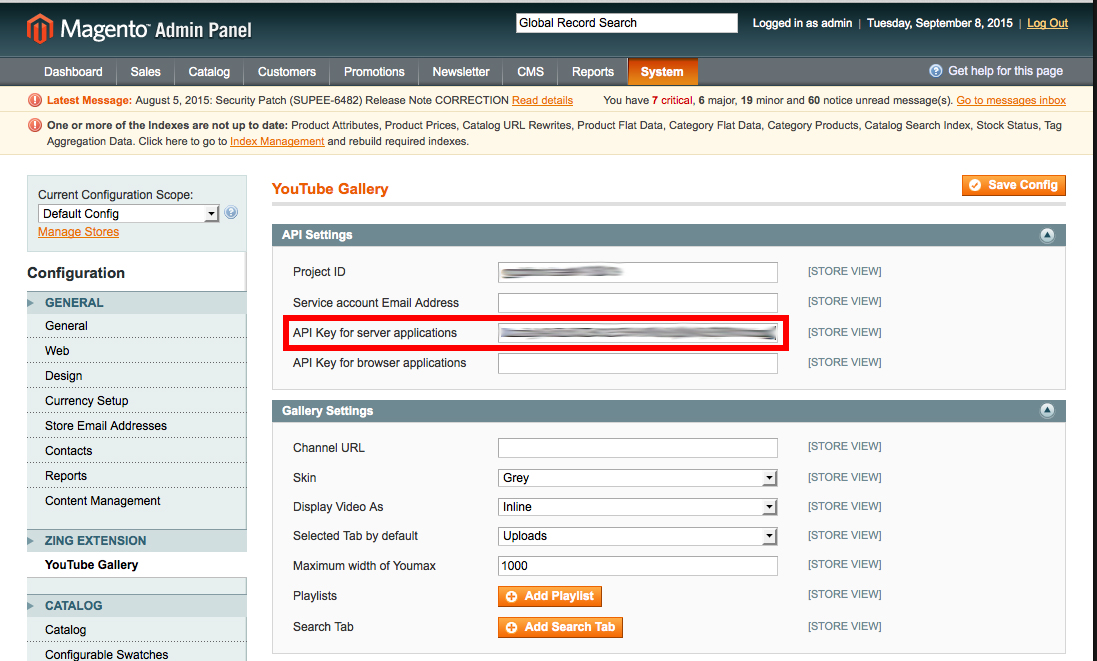 Magento™ Admin Panel
Global Record Search
Logged in as admin | Tuesday, September 8, 2015 | Log Out
Dashboard Sales Catalog Customers Promotions Newsletter CMS Reports System Get help for this page
Latest Message: August 5, 2015: Security Patch (SUPEE-6482) Release Note CORRECTION Read details You have 7 critical, 6 major, 19 minor and 60 notice unread message(s). Go to messages inbox
One or more of the Indexes are not up to date: Product Attributes, Product Prices, Catalog URL Rewrites, Product Flat Data, Category Flat Data, Category Products, Catalog Search Index, Stock Status, Tag
Aggregation Data. Click here to go to Index Management and rebuild required indexes.
Current Configuration Scope:
Default Config
Manage Stores
Configuration
GENERAL
General
Web
Design
Currency Setup
Store Email Addresses
Contacts
Reports
Content Management
ZING EXTENSION
YouTube Gallery
CATALOG
Catalog
Configurable Swatches
YouTube Gallery
Save Config
API Settings
Project ID [STORE VIEW]
Service account Email Address [STORE VIEW]
API Key for server applications [STORE VIEW]
API Key for browser applications [STORE VIEW]
Gallery Settings
Channel URL [STORE VIEW]
Skin Grey [STORE VIEW]
Display Video As Inline [STORE VIEW]
Selected Tab by default Uploads [STORE VIEW]
Maximum width of Youmax 1000 [STORE VIEW]
Playlists Add Playlist [STORE VIEW]
Search Tab Add Search Tab [STORE VIEW]